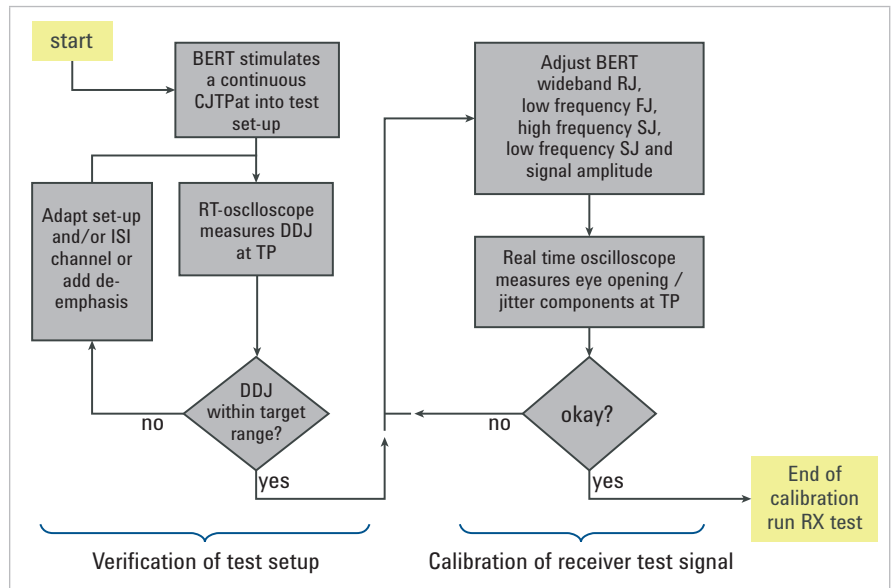 start
BERT stimulates
a continuous
CJTPat into test
set-up
Adapt set-up
and/or ISI
channel or
add de-
emphasis
RT-osclloscope
measures DDJ
at TP
DDJ
within target
range?
no
yes
Verification of test setup
Adjust BERT
wideband RJ,
low frequency FJ,
high frequency SJ,
low frequency SJ and
signal amplitude
Real time oscilloscope
measures eye opening /
jitter components at TP
okay?
no
yes
End of
calibration
run RX test
Calibration of receiver test signal